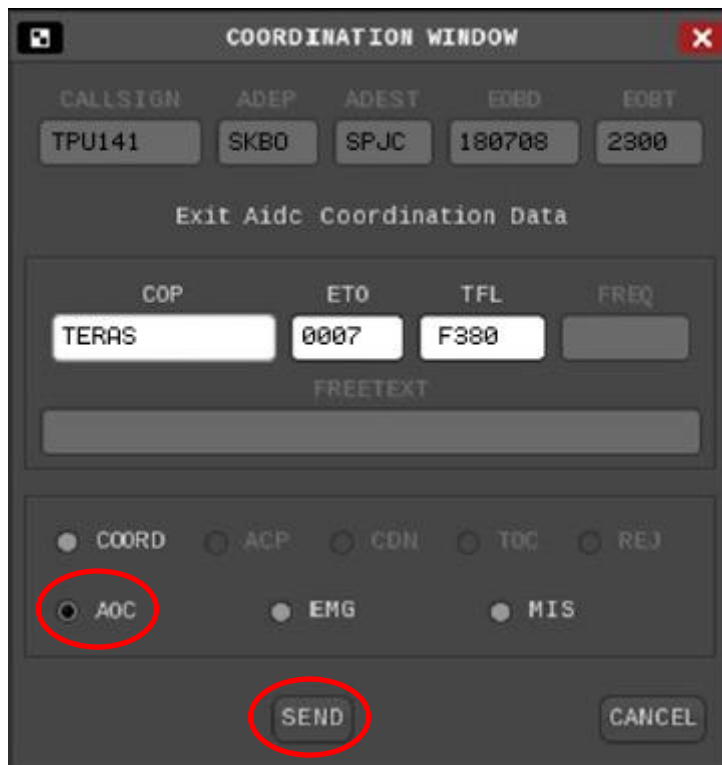 COORDINATION WINDOW
CALLSIGN ADEP ADEST EOBD EOBT
TPU141 SKBO SPJC 180708 2300
Exit Aidc Coordination Data
COP ETO TFL FREQ
TERAS 0007 F380
FREETEXT
COORD ACP CDN TOC REJ
AOC EMG MIS
SEND CANCEL